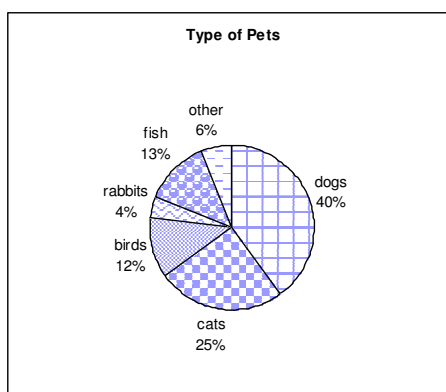 Type of Pets
other
6%
fish
13%
dogs
40%
rabbits
4%
birds
12%
cats
25%